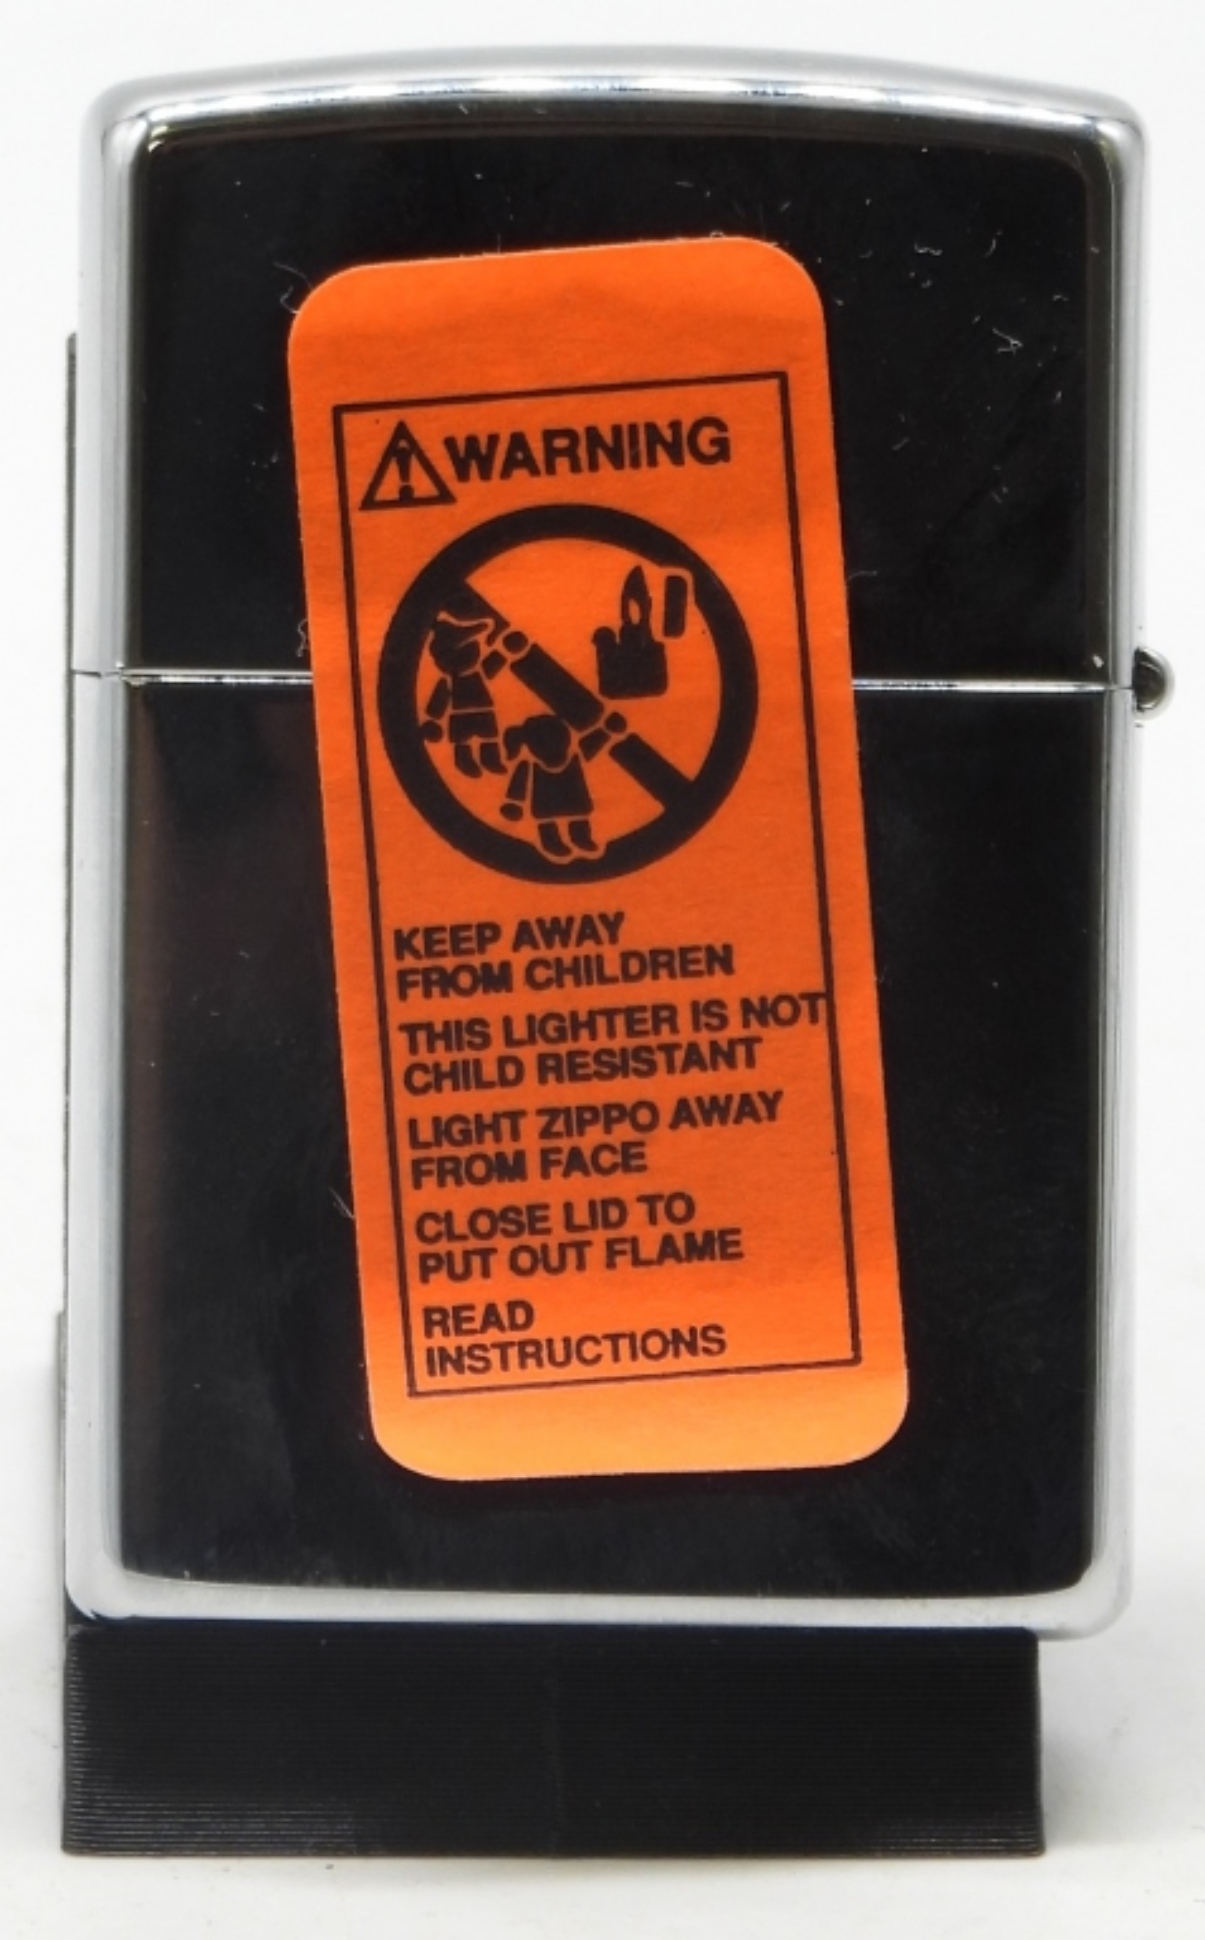 WARNING
KEEP AWAY
FROM CHILDREN
THIS LIGHTER IS NOT
CHILD RESISTANT
LIGHT ZIPPO AWAY
FROM FACE
CLOSE LID TO
PUT OUT FLAME
READ
INSTRUCTIONS